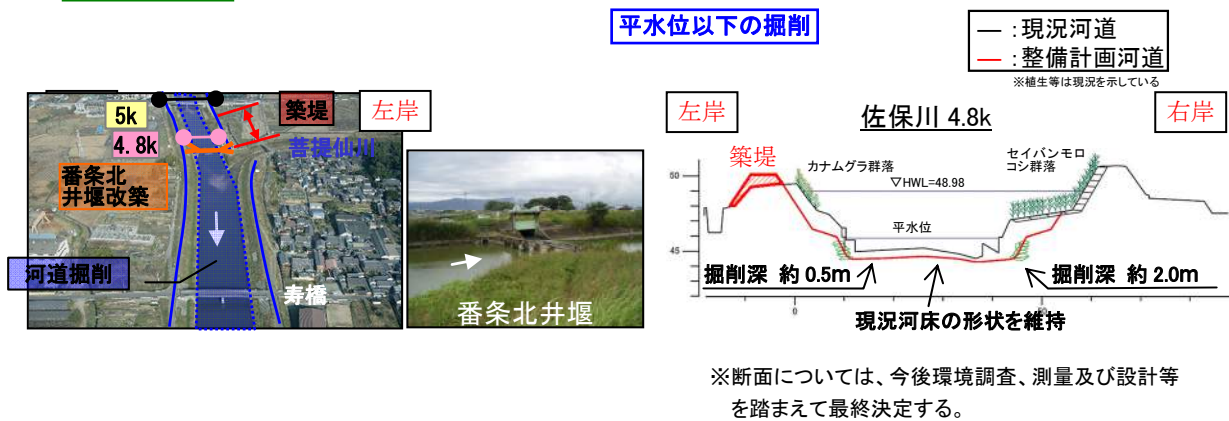 平水位以下の掘削
― ：現況河道
― ：整備計画河道
※植生等は現況を示している
5k
築堤
左岸
4.8k
菩提仙川
番条北
井堰改築
河道掘削
寿橋
番条北井堰
左岸
佐保川 4.8k
右岸
築堤
カナムグラ群落
セイバンモロ
コシ群落
50
▽HWL=48.98
平水位
45
掘削深 約 0.5m
掘削深 約 2.0m
0
現況河床の形状を維持
※断面については、今後環境調査、測量及び設計等
を踏まえて最終決定する。